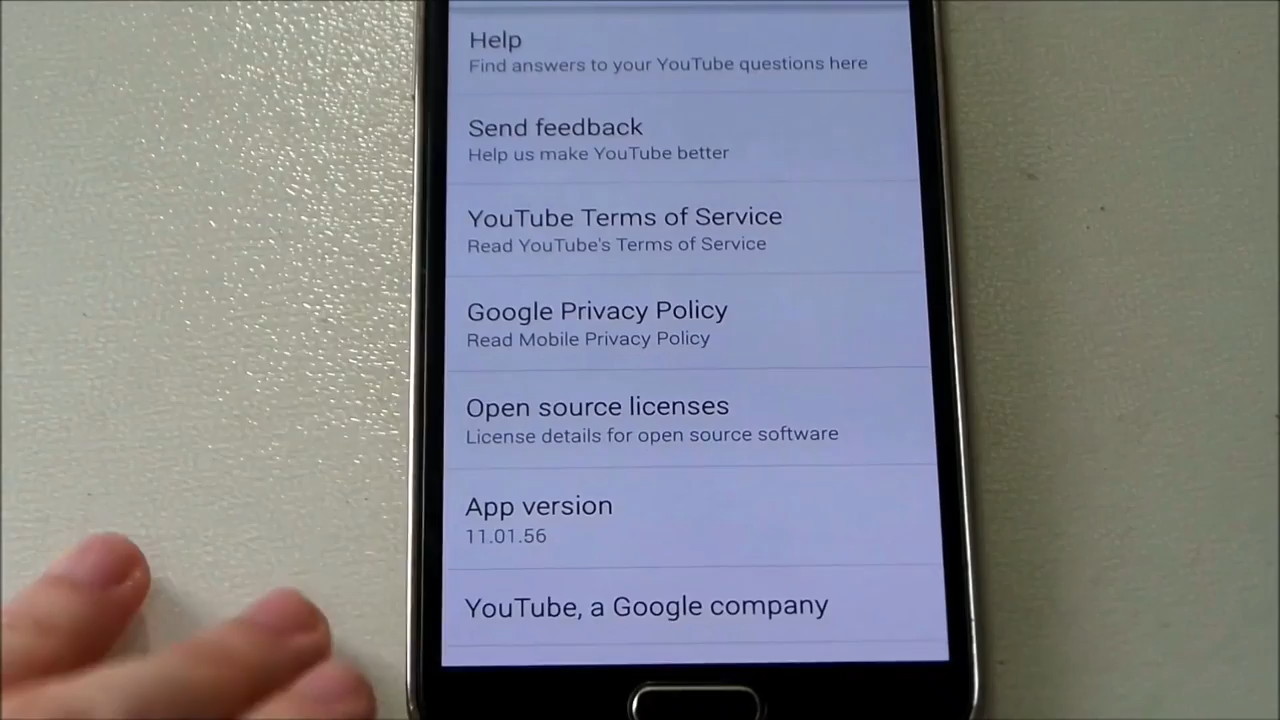 Help
Find answers to your YouTube questions here
Send feedback
Help us make YouTube better
YouTube Terms of Service
Read YouTube's Terms of Service
Google Privacy Policy
Read Mobile Privacy Policy
Open source licenses
License details for open source software
App version
11.01.56
YouTube, a Google company